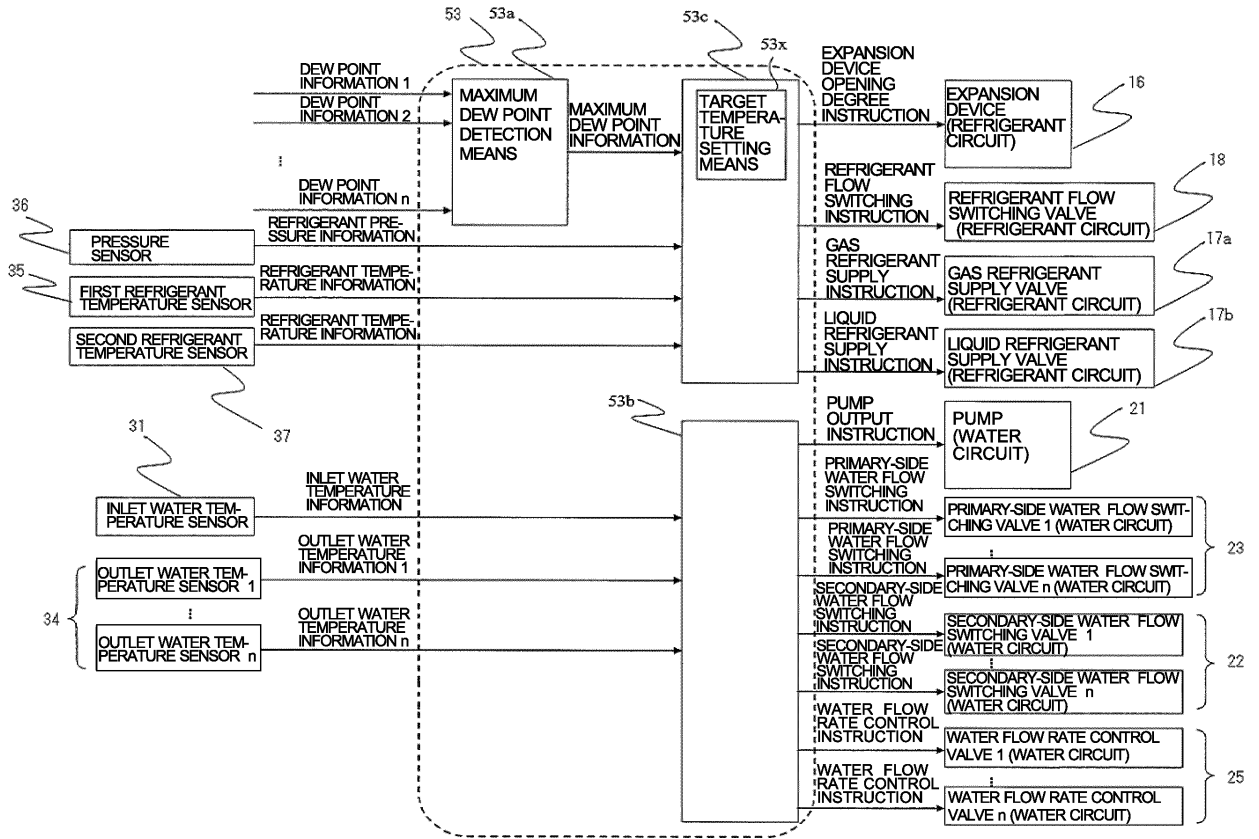 53
53a
53c
53x
DEW POINT
INFORMATION 1
DEW POINT
INFORMATION 2
⋮
DEW POINT
INFORMATION n
MAXIMUM
DEW POINT
DETECTION
MEANS
MAXIMUM
DEW POINT
INFORMATION
TARGET
TEMPERA-
TURE
SETTING
MEANS
EXPANSION
DEVICE
OPENING
DEGREE
INSTRUCTION
EXPANSION
DEVICE
(REFRIGERANT
CIRCUIT)
16
REFRIGERANT
FLOW
SWITCHING
INSTRUCTION
REFRIGERANT FLOW
SWITCHING VALVE
(REFRIGERANT CIRCUIT)
18
36
PRESSURE
SENSOR
REFRIGERANT PRE-
SSURE INFORMATION
GAS
REFRIGERANT
SUPPLY
INSTRUCTION
GAS REFRIGERANT
SUPPLY VALVE
(REFRIGERANT CIRCUIT)
17a
35
FIRST REFRIGERANT
TEMPERATURE SENSOR
REFRIGERANT TEMPE-
RATURE INFORMATION
LIQUID
REFRIGERANT
SUPPLY
INSTRUCTION
LIQUID REFRIGERANT
SUPPLY VALVE
(REFRIGERANT CIRCUIT)
17b
SECOND REFRIGERANT
TEMPERATURE SENSOR
REFRIGERANT TEMPE-
RATURE INFORMATION
37
53b
PUMP
OUTPUT
INSTRUCTION
PUMP
(WATER
CIRCUIT)
21
31
INLET WATER TEM-
PERATURE SENSOR
INLET WATER
TEMPERATURE
INFORMATION
PRIMARY-SIDE
WATER FLOW
SWITCHING
INSTRUCTION
PRIMARY-SIDE WATER FLOW SWIT-
CHING VALVE 1 (WATER CIRCUIT)
⋮
PRIMARY-SIDE
WATER FLOW
SWITCHING
INSTRUCTION
PRIMARY-SIDE WATER FLOW SWIT-
CHING VALVE n (WATER CIRCUIT)
23
34
OUTLET WATER TEM-
PERATURE SENSOR 1
OUTLET WATER
TEMPERATURE
INFORMATION 1
⋮
OUTLET WATER TEM-
PERATURE SENSOR n
OUTLET WATER
TEMPERATURE
INFORMATION n
SECONDARY-SIDE
WATER FLOW
SWITCHING
INSTRUCTION
SECONDARY-SIDE WATER FLOW
SWITCHING VALVE 1
(WATER CIRCUIT)
⋮
SECONDARY-SIDE
WATER FLOW
SWITCHING
INSTRUCTION
SECONDARY-SIDE WATER FLOW
SWITCHING VALVE n
(WATER CIRCUIT)
22
WATER FLOW
RATE CONTROL
INSTRUCTION
WATER FLOW RATE CONTROL
VALVE 1 (WATER CIRCUIT)
⋮
WATER FLOW
RATE CONTROL
INSTRUCTION
WATER FLOW RATE CONTROL
VALVE n (WATER CIRCUIT)
25